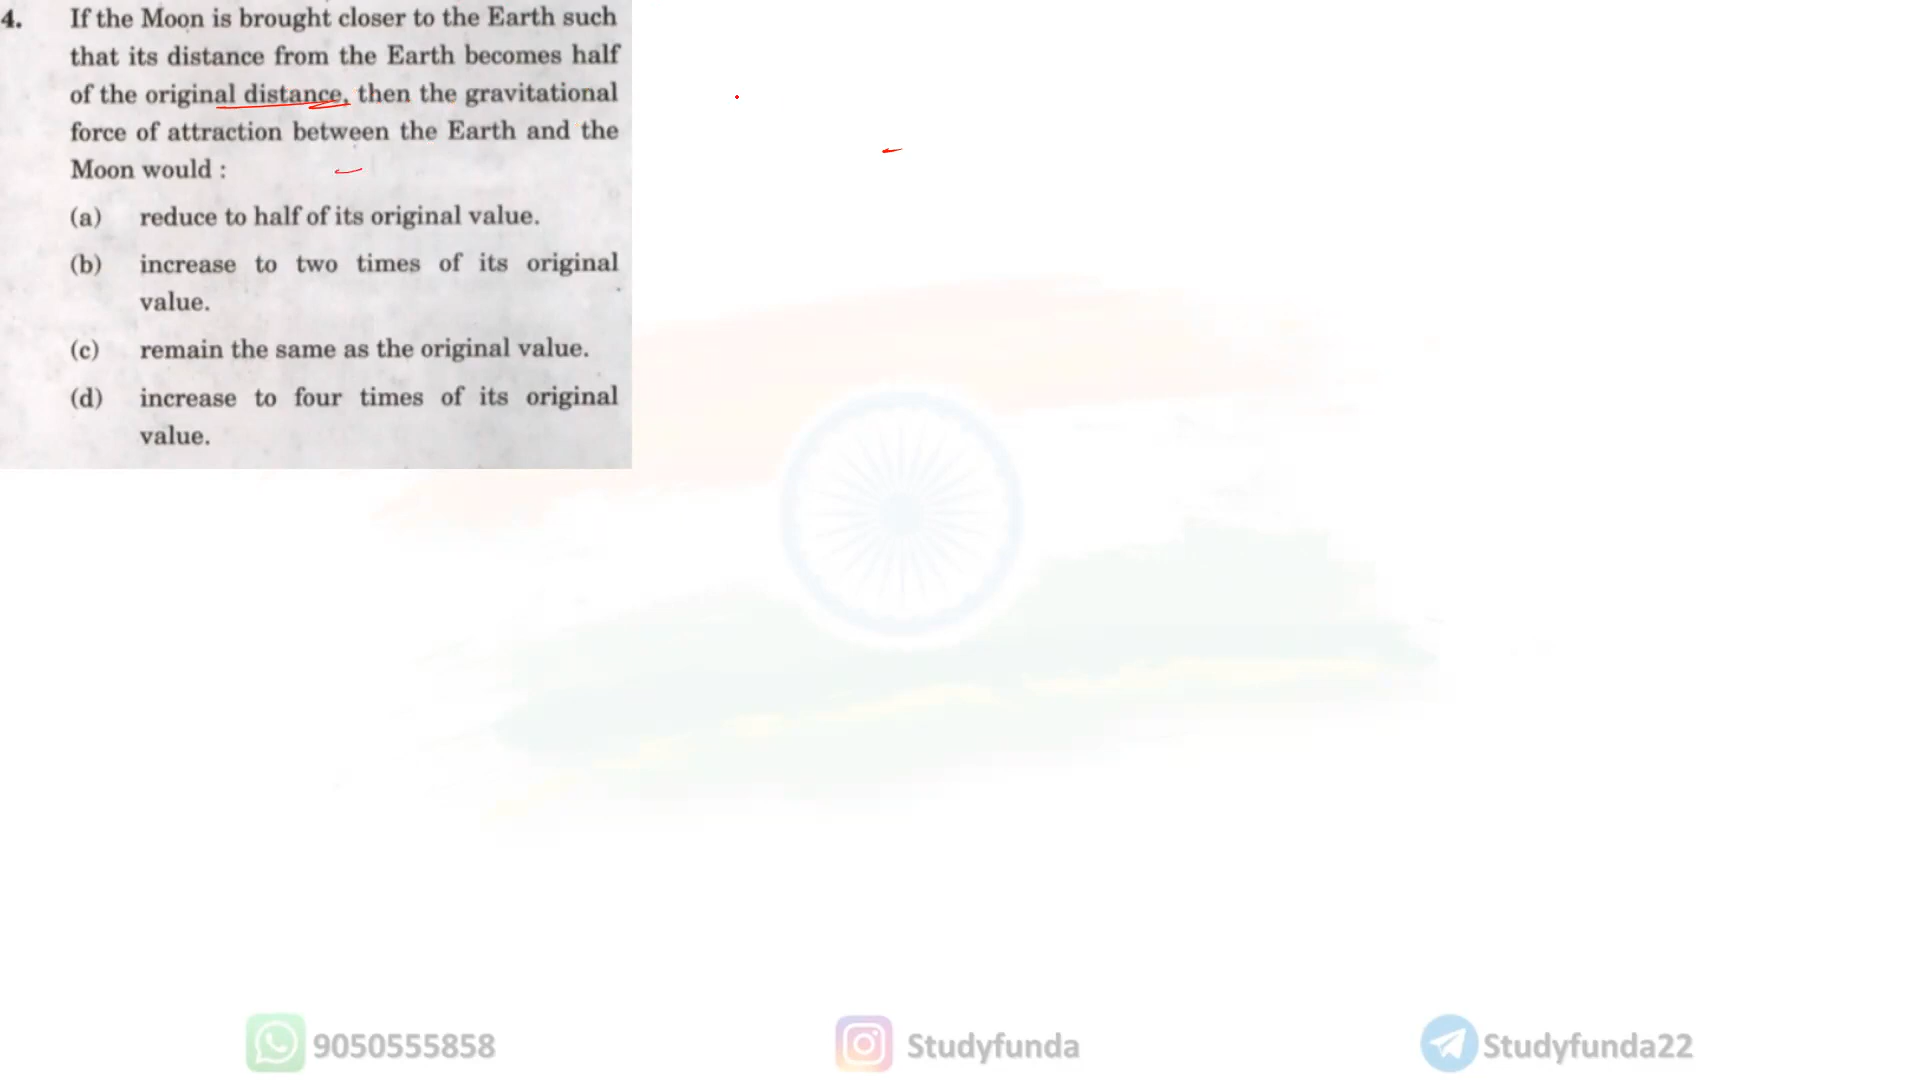 4. If the Moon is brought closer to the Earth such
that its distance from the Earth becomes half
of the original distance, then the gravitational
force of attraction between the Earth and the
Moon would :
(a) reduce to half of its original value.
(b) increase to two times of its original
value.
(c) remain the same as the original value.
(d) increase to four times of its original
value.
9050555858
Studyfunda
Studyfunda22